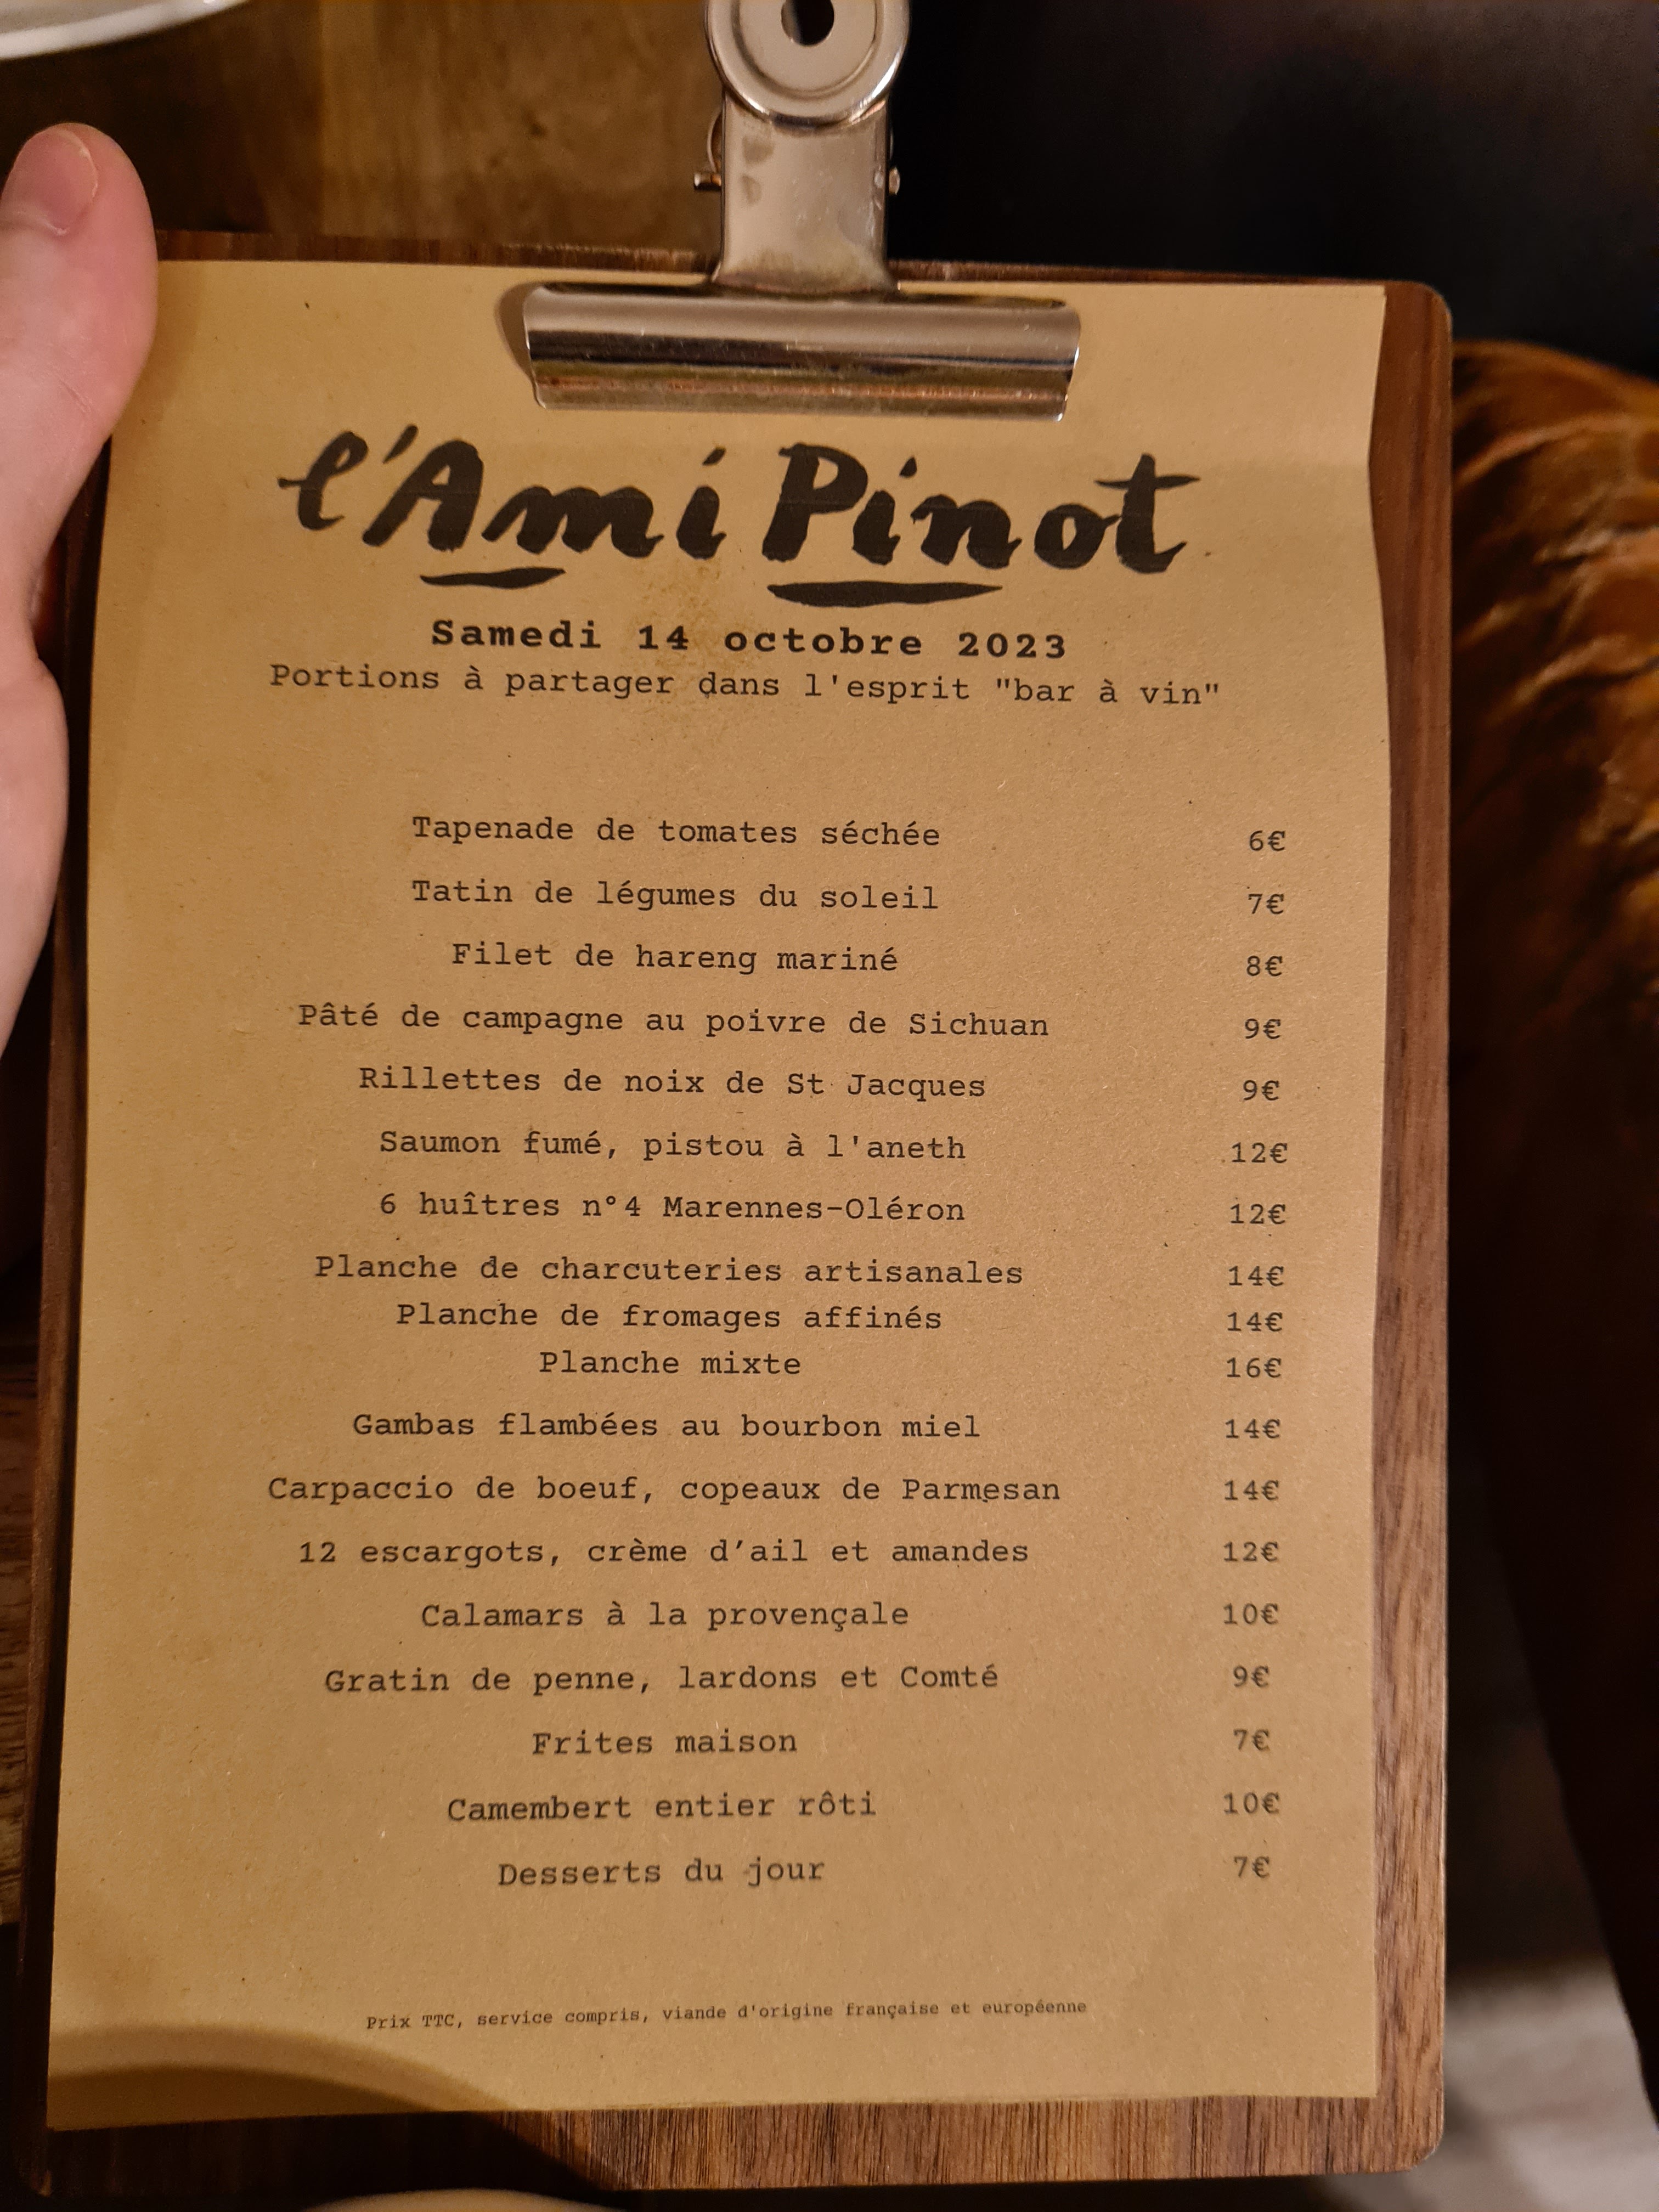 l'Ami Pinot
Samedi 14 octobre 2023
Portions à partager dans l'esprit "bar à vin"
Tapenade de tomates séchée 6€
Tatin de légumes du soleil 7€
Filet de hareng mariné 8€
Pâté de campagne au poivre de Sichuan 9€
Rillettes de noix de St Jacques 9€
Saumon fumé, pistou à l'aneth 12€
6 huîtres n°4 Marennes-Oléron 12€
Planche de charcuteries artisanales 14€
Planche de fromages affinés 14€
Planche mixte 16€
Gambas flambées au bourbon miel 14€
Carpaccio de boeuf, copeaux de Parmesan 14€
12 escargots, crème d’ail et amandes 12€
Calamars à la provençale 10€
Gratin de penne, lardons et Comté 9€
Frites maison 7€
Camembert entier rôti 10€
Desserts du jour 7€
Prix TTC, service compris, viande d'origine française et européenne